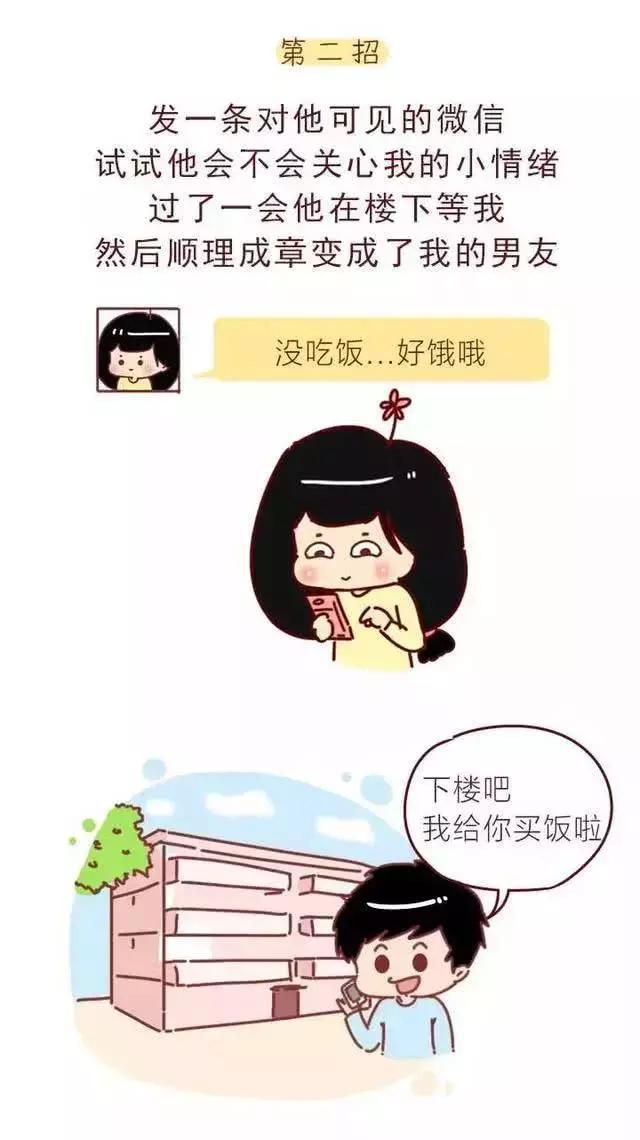 第二招
发一条对他可见的微信
试试他会不会关心我的小情绪
过了一会他在楼下等我
然后顺理成章变成了我的男友
没吃饭...好饿哦
下楼吧
我给你买饭啦